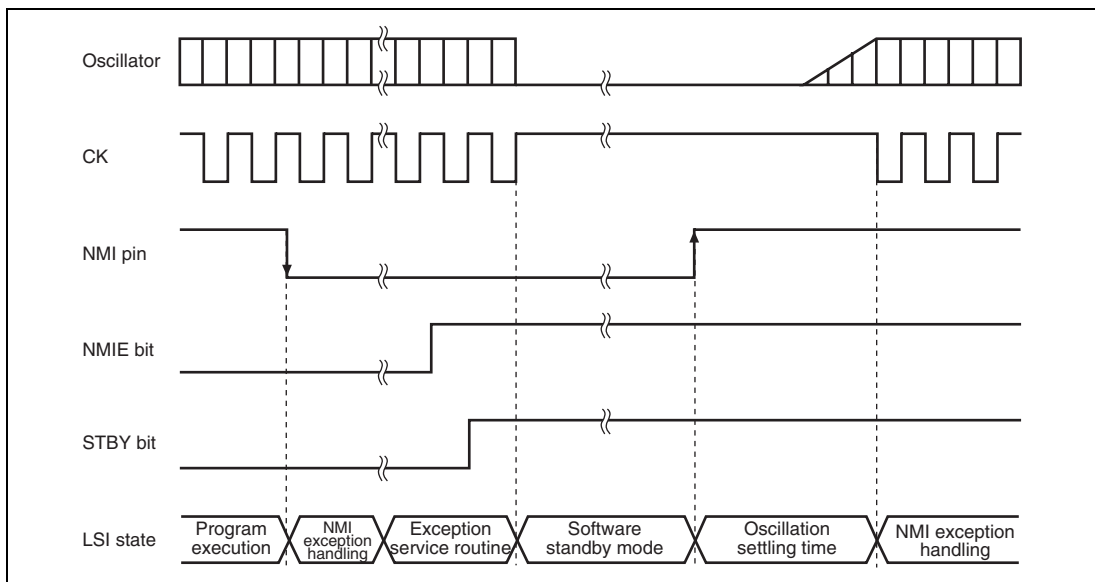 Oscillator
CK
NMI pin
NMIE bit
STBY bit
LSI state
Program
execution
NMI
exception
handling
Exception
service routine
Software
standby mode
Oscillation
settling time
NMI exception
handling